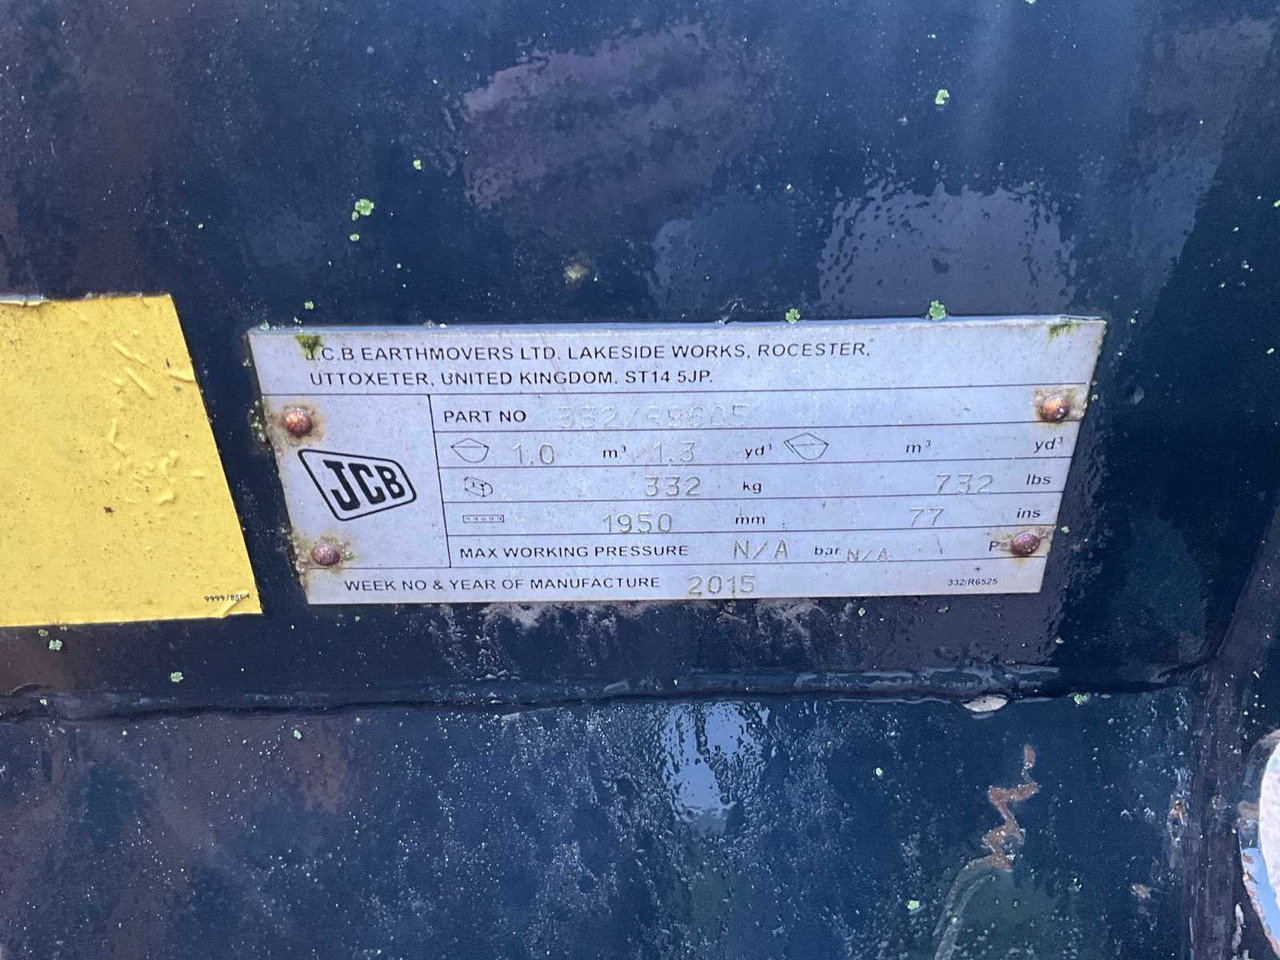 J.C.B EARTHMOVERS LTD. LAKESIDE WORKS, ROCESTER,
UTTOXETER, UNITED KINGDOM. ST14 5JP.
PART NO
1.0 m³ 1.3 yd³ m³ yd³
JCB
332 kg 732 lbs
1950 mm 77 ins
MAX WORKING PRESSURE N/A bar N/A
WEEK NO & YEAR OF MANUFACTURE 2015 332/R6525